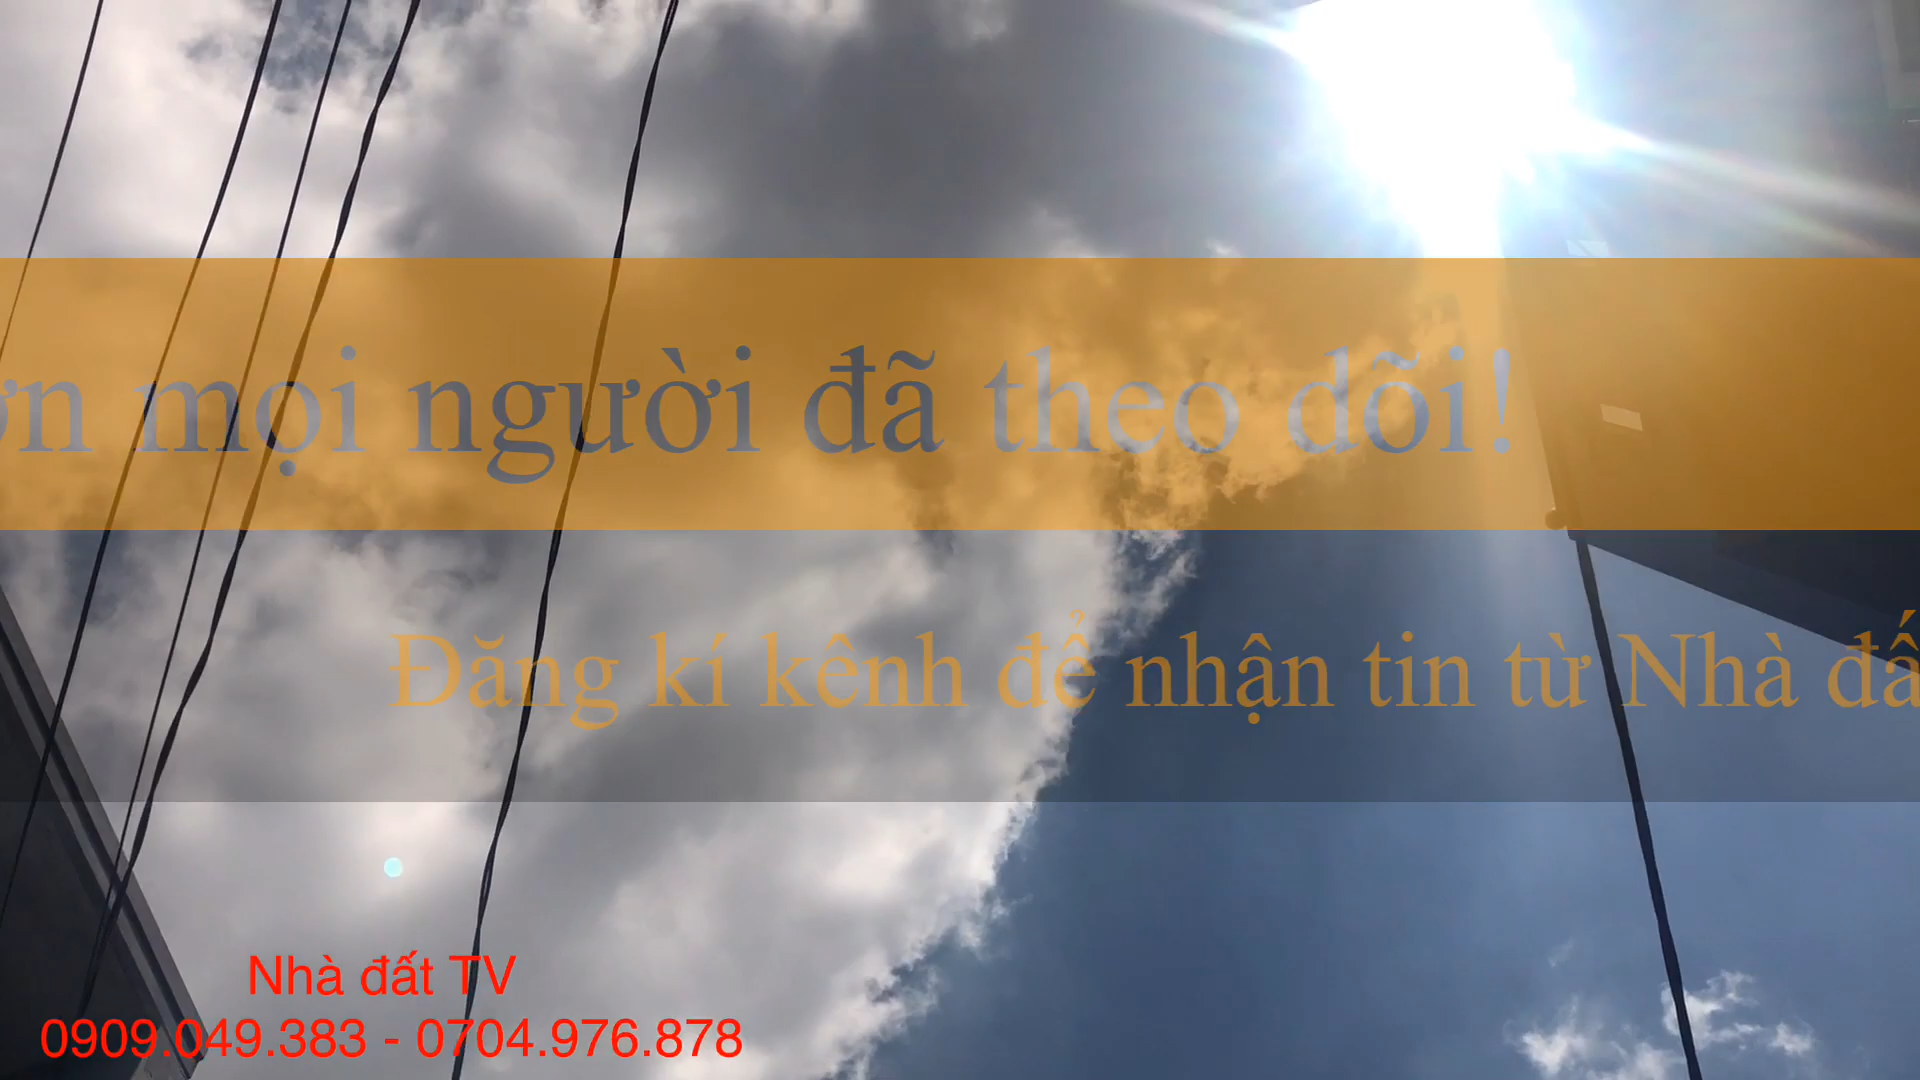 mọi người đã theo dõi!
Đăng kí kênh để nhận tin từ Nhà
Nhà đất TV
0909.049.383 - 0704.976.878